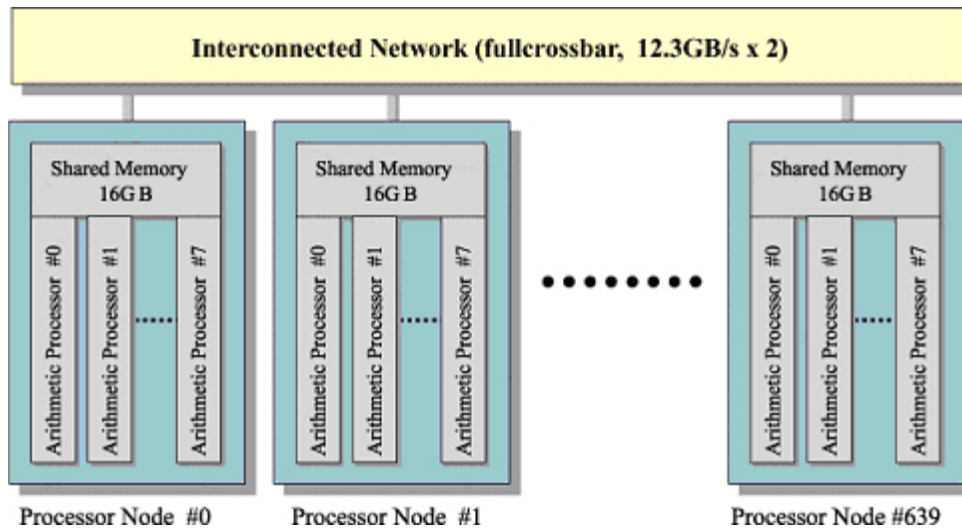 Interconnected Network (fullcrossbar, 12.3GB/s x 2)
Shared Memory
16GB
Arithmetic Processor #0
Arithmetic Processor #1
Arithmetic Processor #7
Processor Node #0
Shared Memory
16GB
Arithmetic Processor #0
Arithmetic Processor #1
Arithmetic Processor #7
Processor Node #1
Shared Memory
16GB
Arithmetic Processor #0
Arithmetic Processor #1
Arithmetic Processor #7
Processor Node #639